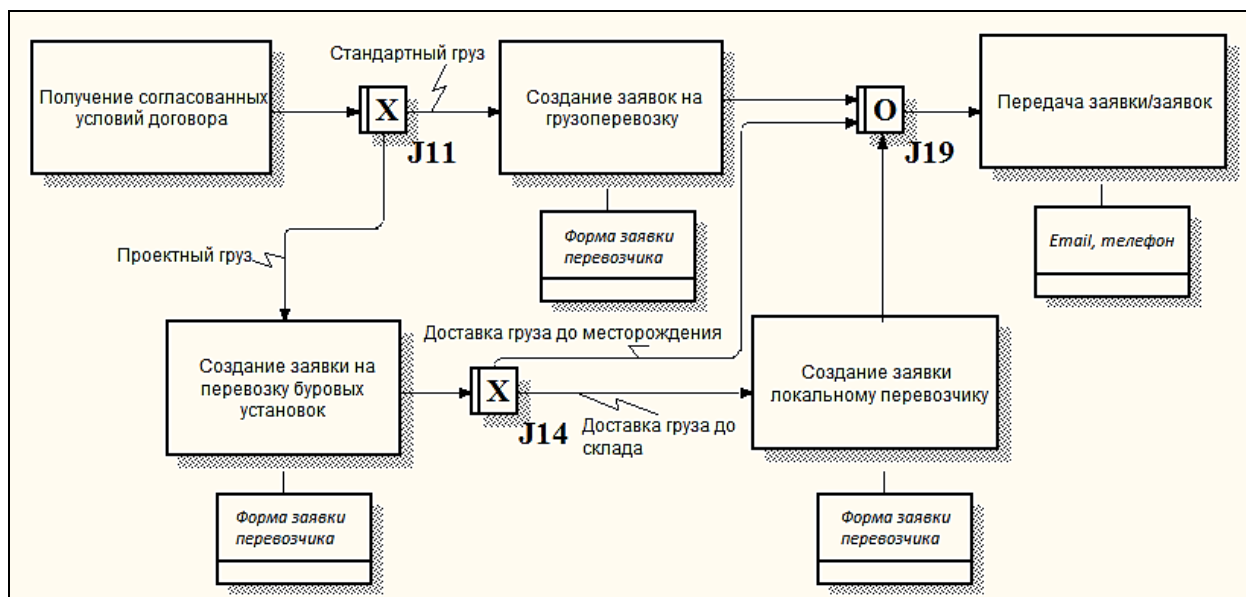 Стандартный груз
Получение согласованных
условий договора
X
J11
Создание заявок на
грузоперевозку
O
J19
Передача заявки/заявок
Форма заявки
перевозчика
Email, телефон
Проектный груз
Доставка груза до месторождения
Создание заявки на
перевозку буровых
установок
X
J14
Доставка груза до
склада
Создание заявки
локальному перевозчику
Форма заявки
перевозчика
Форма заявки
перевозчика